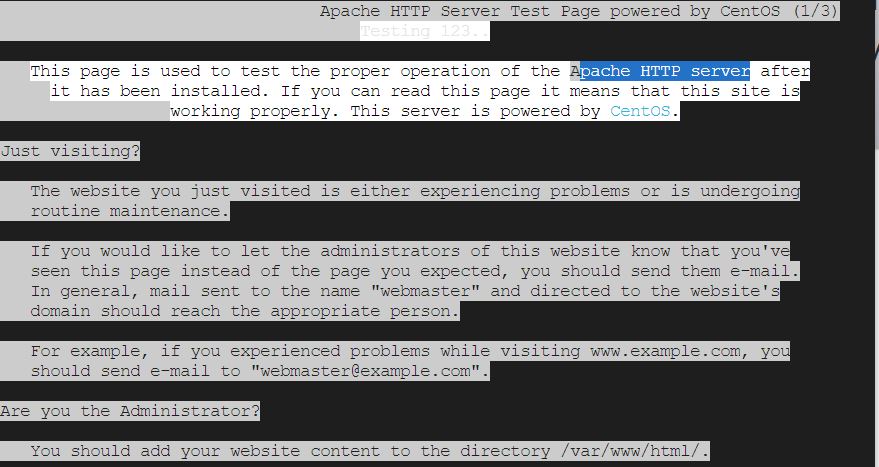 Apache HTTP Server Test Page powered by CentOS (1/3)
Testing 123..
This page is used to test the proper operation of the Apache HTTP server after
it has been installed. If you can read this page it means that this site is
working properly. This server is powered by CentOS.
Just visiting?
The website you just visited is either experiencing problems or is undergoing
routine maintenance.
If you would like to let the administrators of this website know that you've
seen this page instead of the page you expected, you should send them e-mail.
In general, mail sent to the name "webmaster" and directed to the website's
domain should reach the appropriate person.
For example, if you experienced problems while visiting www.example.com, you
should send e-mail to "webmaster@example.com".
Are you the Administrator?
You should add your website content to the directory /var/www/html/.